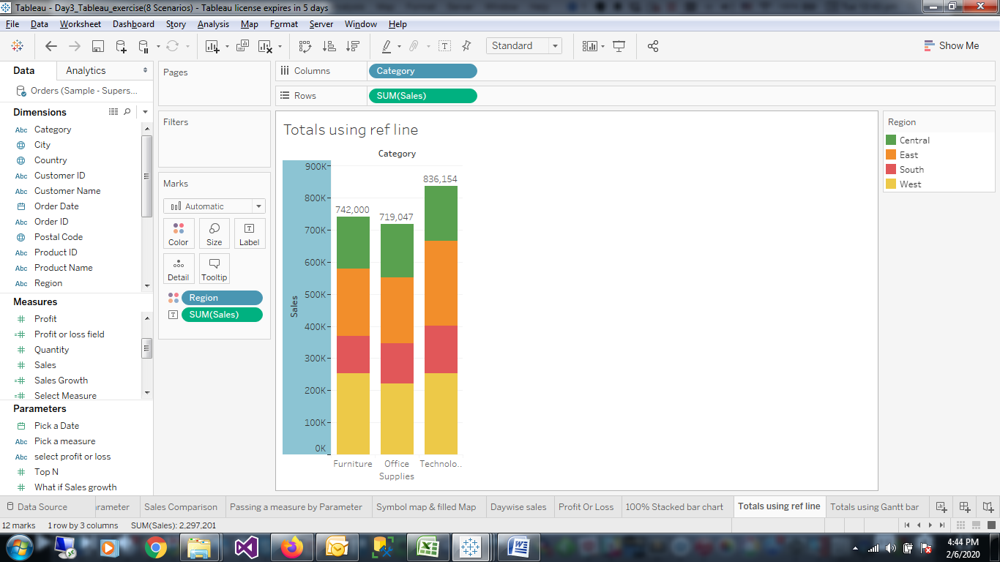 Tableau - Day3_Tableau_exercise(8 Scenarios) - Tableau license expires in 5 days
File Data Worksheet Dashboard Story Analysis Map Format Server Window Help
Standard
Show Me
Data Analytics
Orders (Sample - Supers...
Dimensions
Abc Category
City
Country
Abc Customer ID
Abc Customer Name
Order Date
Abc Order ID
Postal Code
Abc Product ID
Abc Product Name
Abc Region
Measures
Profit
Profit or loss field
Quantity
Sales
Sales Growth
Select Measure
Parameters
Pick a Date
Abc Pick a measure
Abc select profit or loss
Top N
What if Sales growth
Pages
Filters
Marks
Automatic
Color Size Label
Detail Tooltip
Region
SUM(Sales)
Columns Category
Rows SUM(Sales)
Totals using ref line
Category
900K
800K
700K
600K
500K
400K
300K
200K
100K
0K
Sales
742,000
719,047
836,154
Furniture
Office
Supplies
Technolo..
Region
Central
East
South
West
Data Source rameter Sales Comparison Passing a measure by Parameter Symbol map & filled Map Daywise sales Profit Or Loss 100% Stacked bar chart Totals using ref line Totals using Gantt bar
12 marks 1 row by 3 columns SUM(Sales): 2,297,201
4:44 PM
2/6/2020